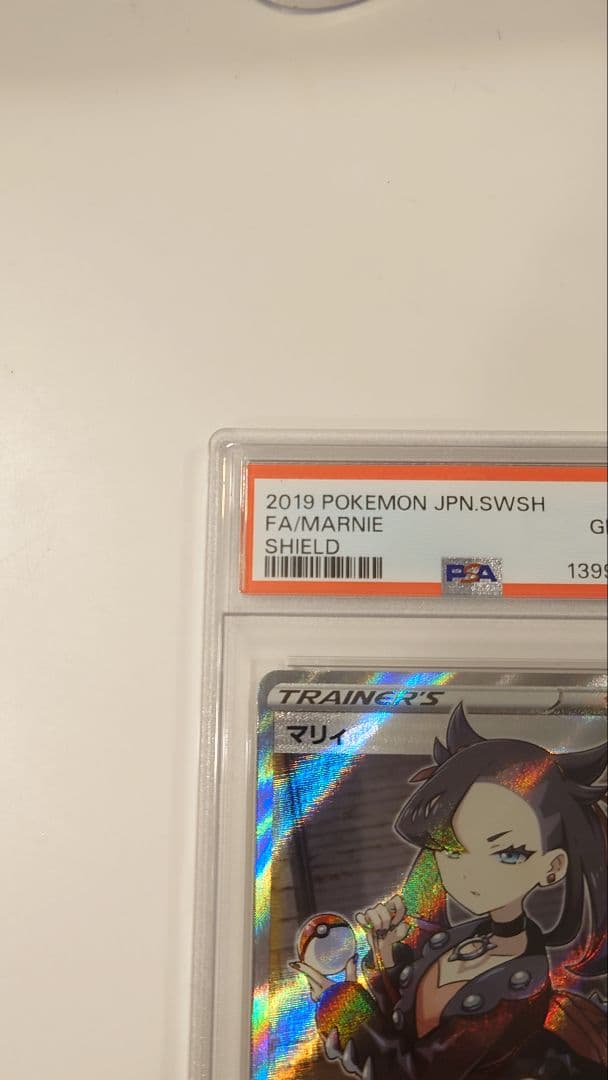 2019 POKEMON JPN.SWSH
FA/MARNIE
SHIELD
PSA
TRAINER'S
マリィ